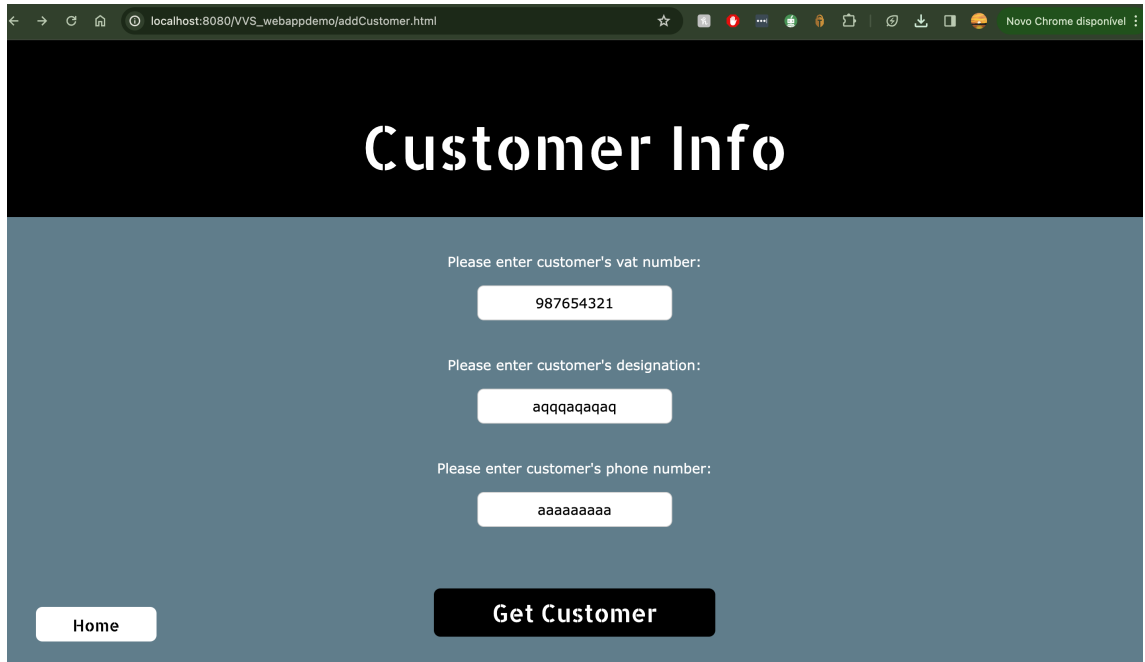 localhost:8080/VVS_webappdemo/addCustomer.html
Novo Chrome disponível
Customer Info
Please enter customer's vat number:
987654321
Please enter customer's designation:
aqqqaqaqaq
Please enter customer's phone number:
aaaaaaaaa
Get Customer
Home